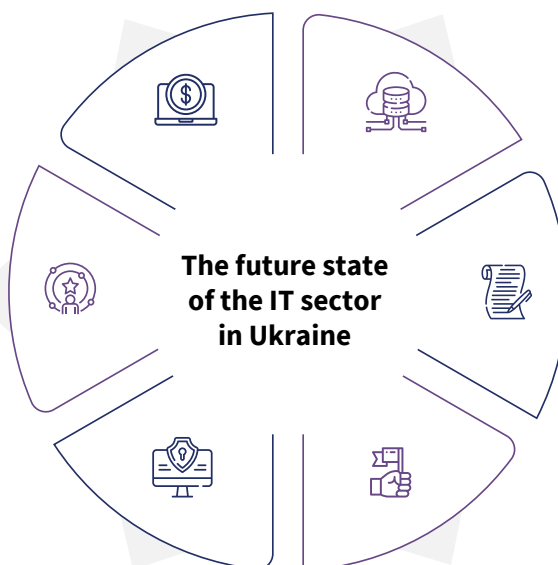 The future state
of the IT sector
in Ukraine